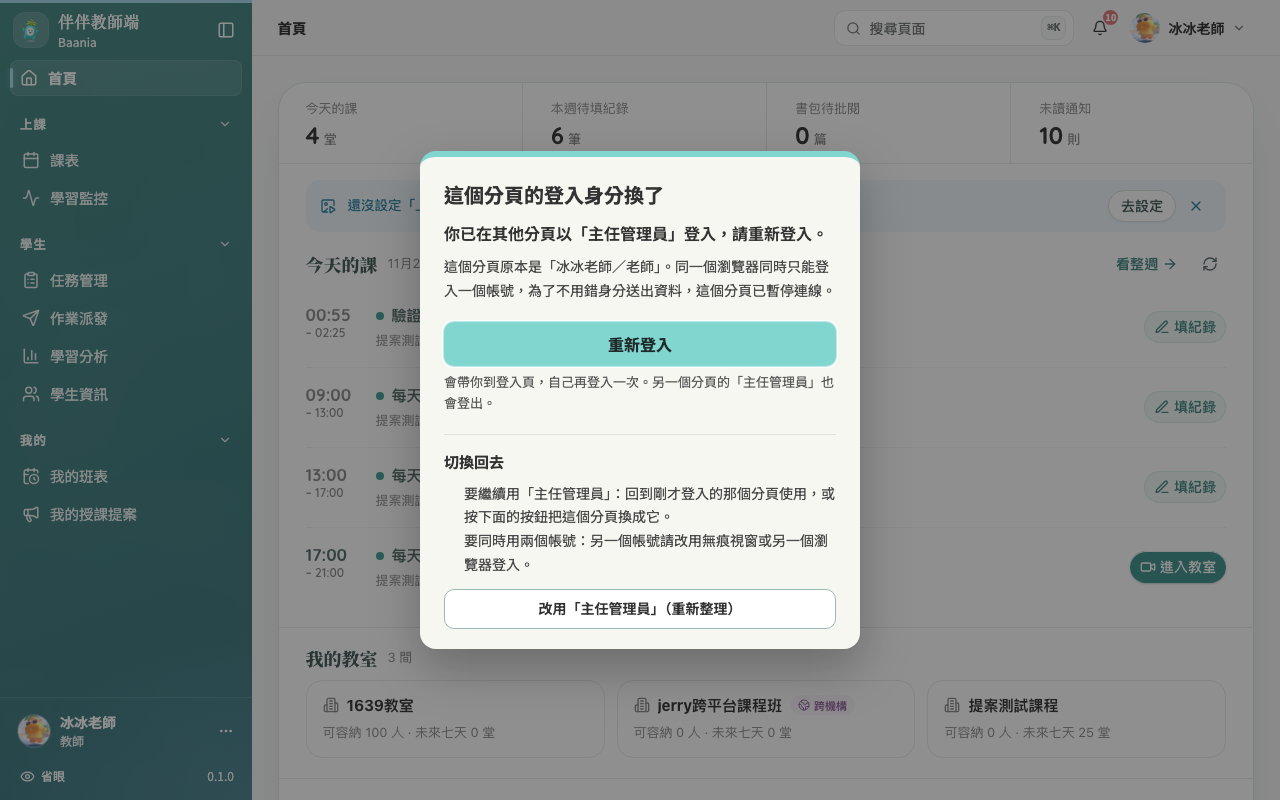 伴伴教師端
Baania
首頁
上課
課表
學習監控
學生
任務管理
作業派發
學習分析
學生資訊
我的
我的班表
我的授課提案
冰冰老師
教師
省眼
0.1.0
首頁
搜尋頁面
⌘K
10
冰冰老師
今天的課
4 堂
本週待填紀錄
6 筆
書包待批閱
0 篇
未讀通知
10 則
還沒設定「
去設定
今天的課 11月2
看整週
00:55
– 02:25
驗證
提案測試
填紀錄
09:00
– 13:00
每天
提案測試
填紀錄
13:00
– 17:00
每天
提案測試
填紀錄
17:00
– 21:00
每天
提案測試
進入教室
這個分頁的登入身分換了
你已在其他分頁以「主任管理員」登入，請重新登入。
這個分頁原本是「冰冰老師／老師」。同一個瀏覽器同時只能登
入一個帳號，為了不用錯身分送出資料，這個分頁已暫停連線。
重新登入
會帶你到登入頁，自己再登入一次。另一個分頁的「主任管理員」也
會登出。
切換回去
要繼續用「主任管理員」：回到剛才登入的那個分頁使用，或
按下面的按鈕把這個分頁換成它。
要同時用兩個帳號：另一個帳號請改用無痕視窗或另一個瀏
覽器登入。
改用「主任管理員」（重新整理）
我的教室 3 間
1639教室
可容納 100 人 · 未來七天 0 堂
jerry跨平台課程班 跨機構
可容納 0 人 · 未來七天 0 堂
提案測試課程
可容納 0 人 · 未來七天 25 堂